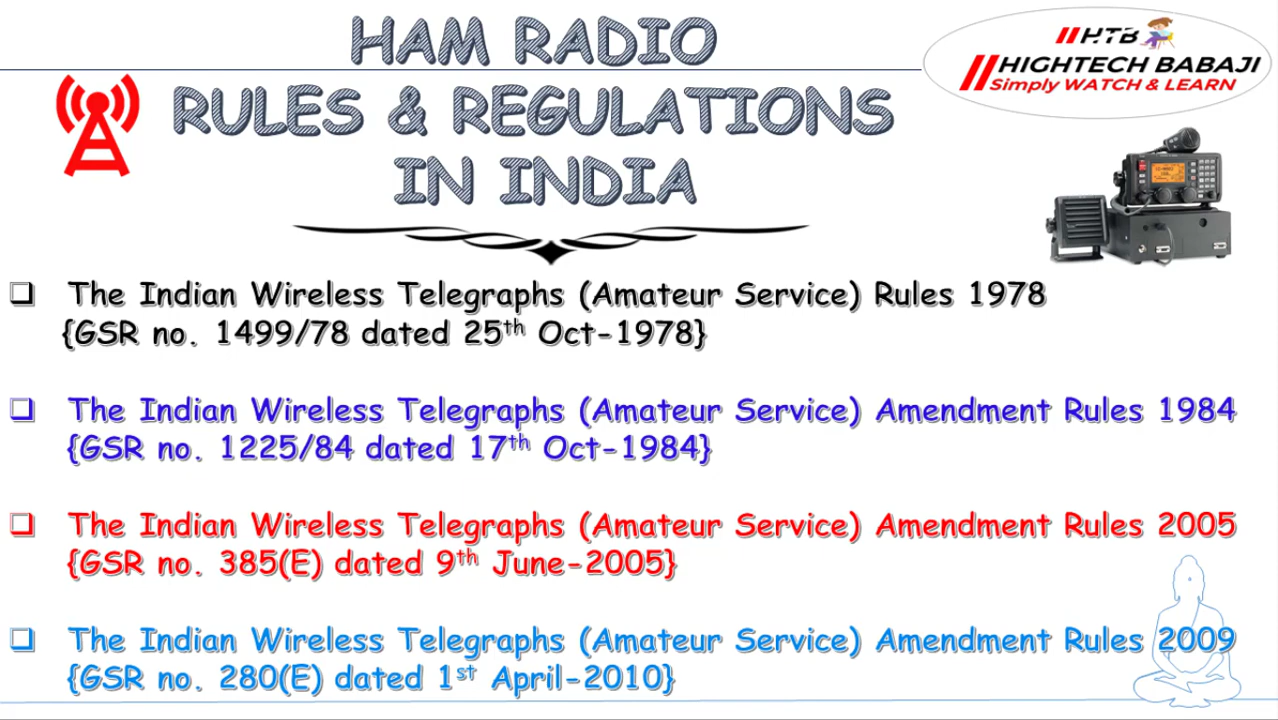 HAM RADIO
RULES & REGULATIONS
IN INDIA
HTB
HIGHTECH BABAJI
Simply WATCH & LEARN
❑ The Indian Wireless Telegraphs (Amateur Service) Rules 1978
{GSR no. 1499/78 dated 25th Oct-1978}
❑ The Indian Wireless Telegraphs (Amateur Service) Amendment Rules 1984
{GSR no. 1225/84 dated 17th Oct-1984}
❑ The Indian Wireless Telegraphs (Amateur Service) Amendment Rules 2005
{GSR no. 385(E) dated 9th June-2005}
❑ The Indian Wireless Telegraphs (Amateur Service) Amendment Rules 2009
{GSR no. 280(E) dated 1st April-2010}